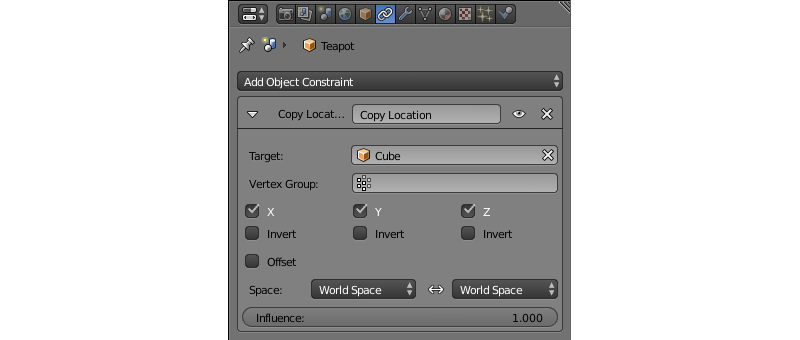 Teapot
Add Object Constraint
Copy Locat... Copy Location
Target: Cube
Vertex Group:
X Y Z
Invert Invert Invert
Offset
Space: World Space World Space
Influence: 1.000